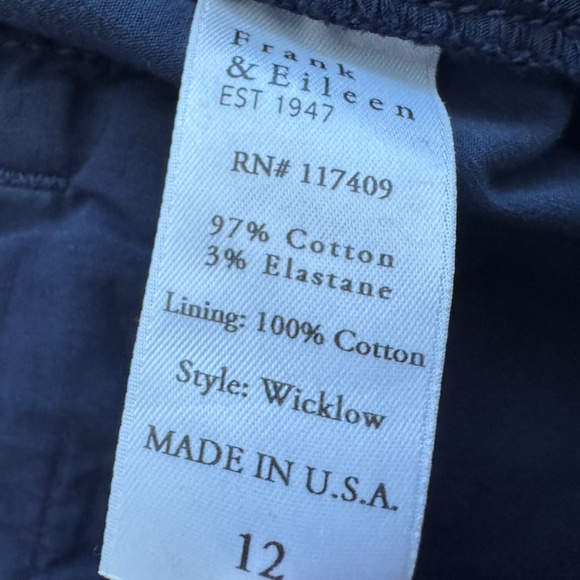 Frank
& Eileen
EST 1947
RN# 117409
97% Cotton
3% Elastane
Lining: 100% Cotton
Style: Wicklow
MADE IN U.S.A.
12